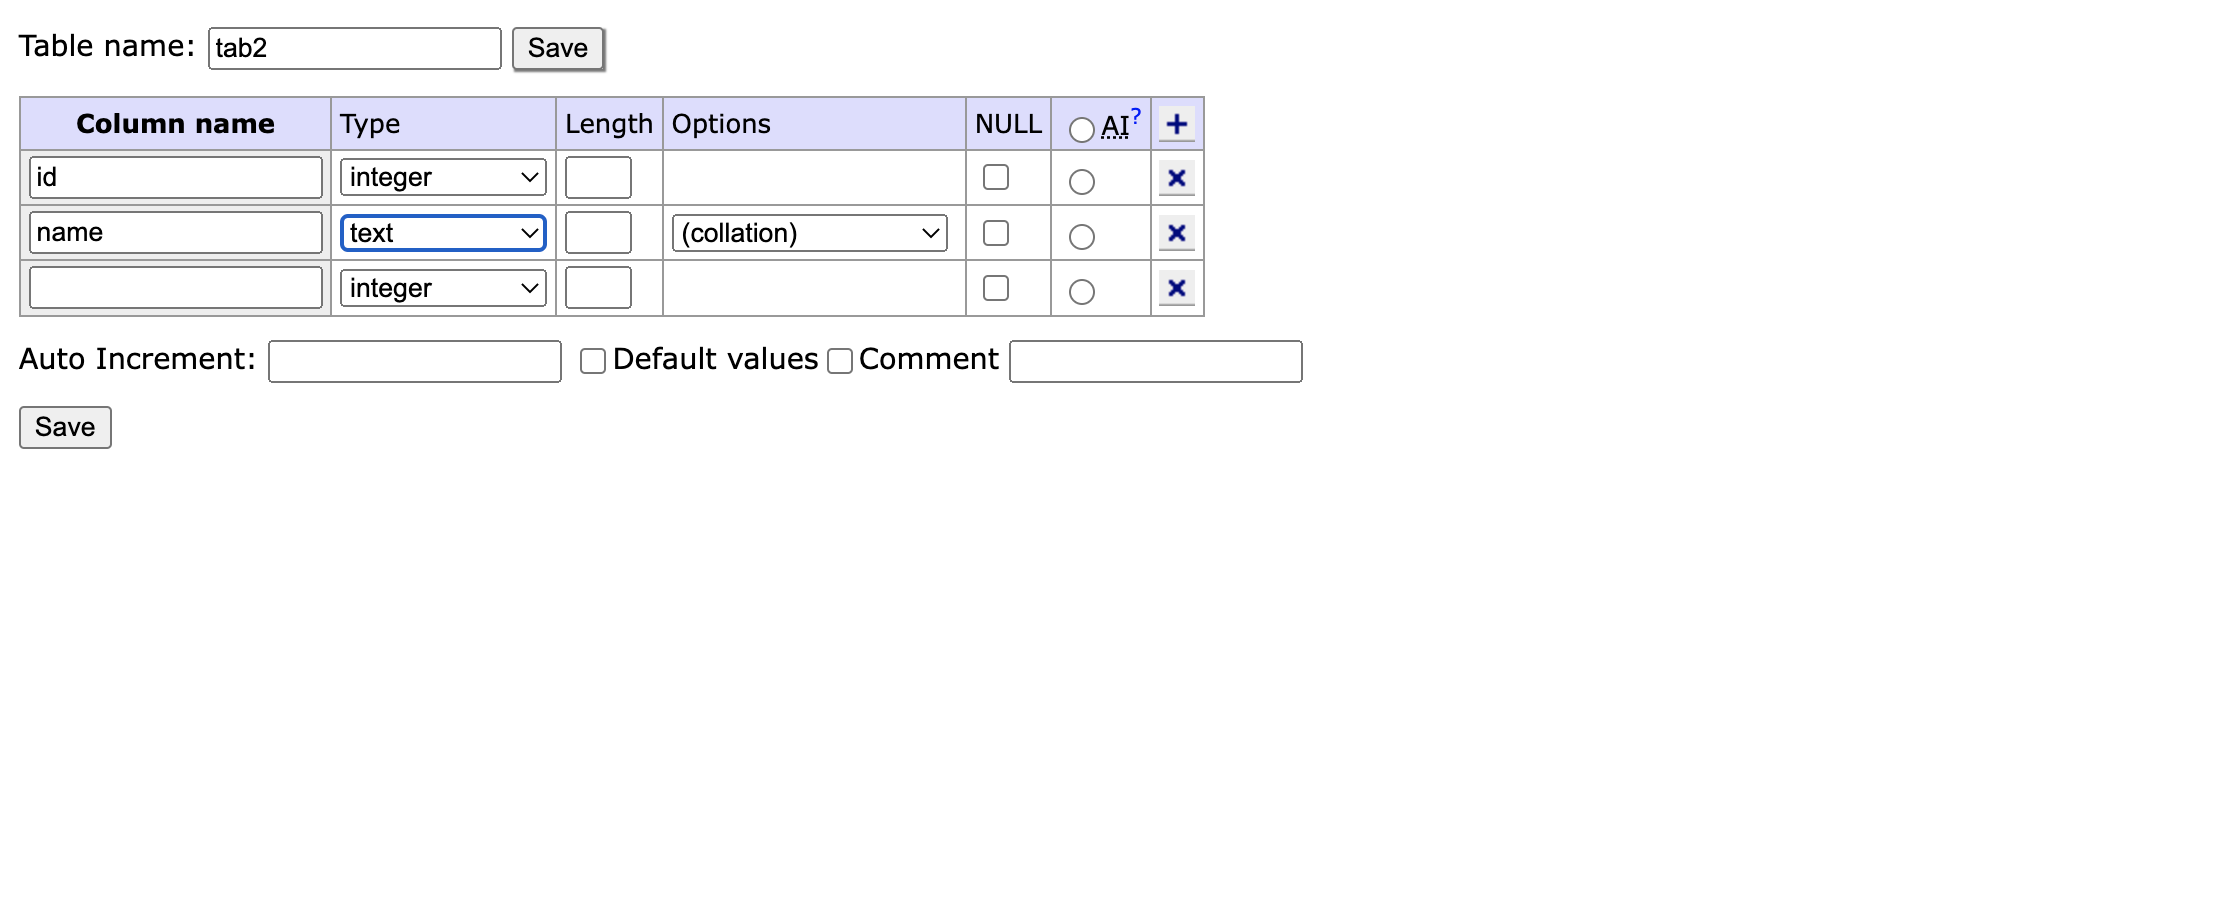 Table name: tab2 Save
Column name Type Length Options NULL AI? +
id integer
name text (collation)
integer
Auto Increment: Default values Comment
Save